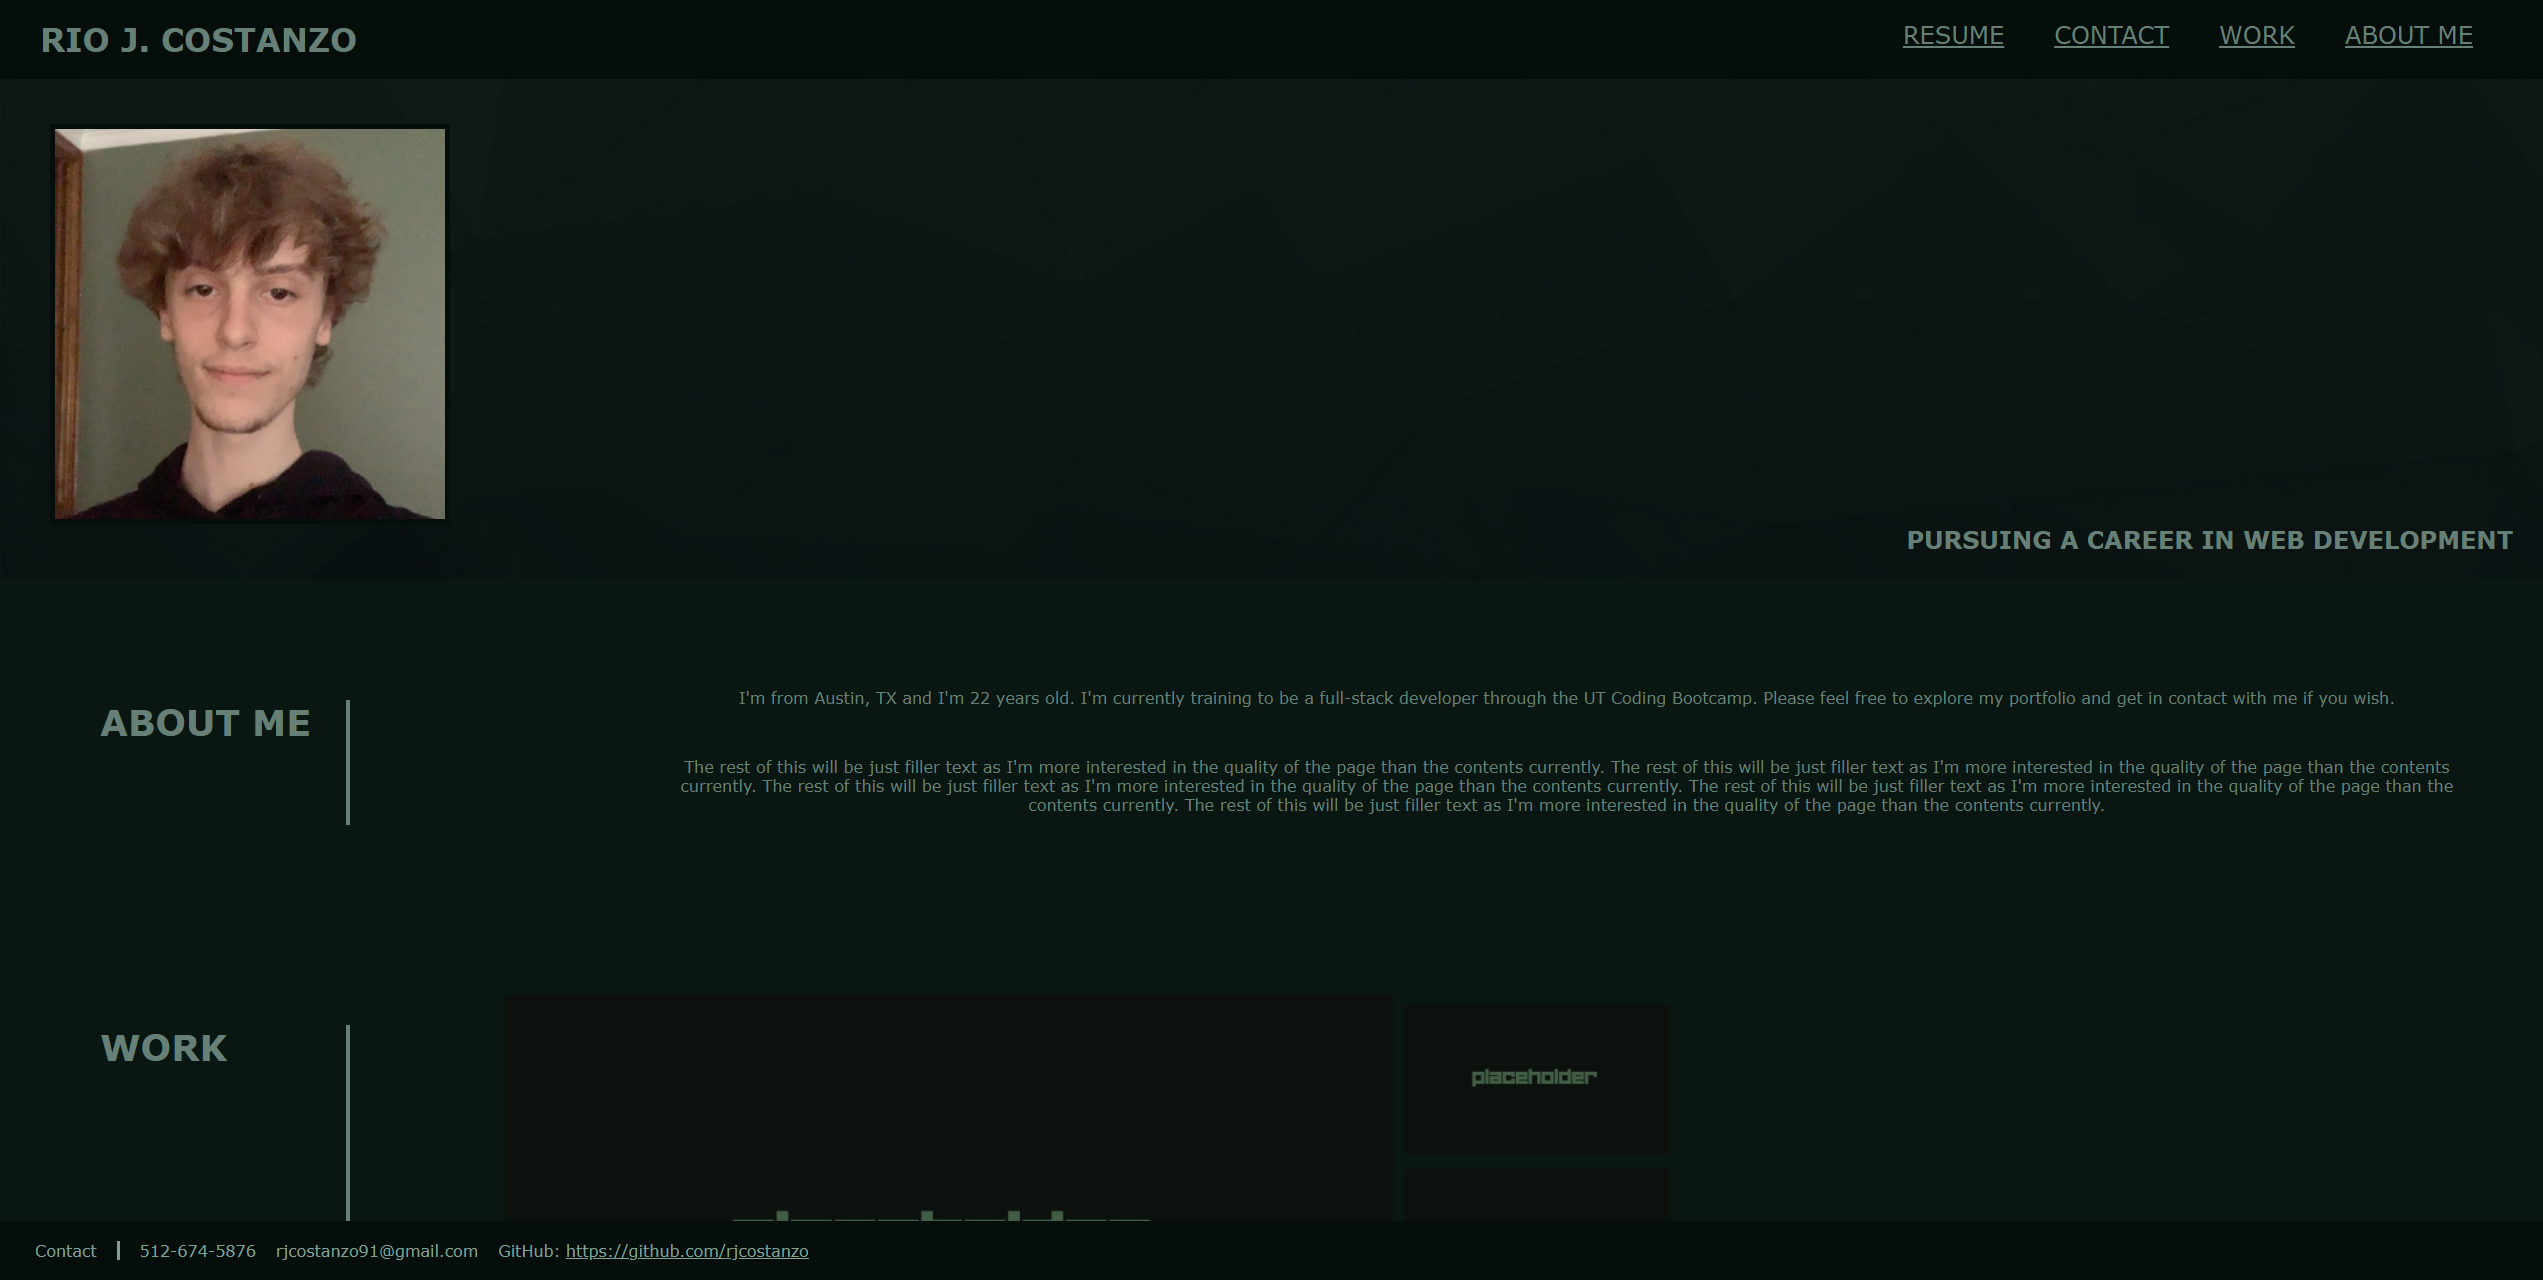 RIO J. COSTANZO
RESUME CONTACT WORK ABOUT ME
PURSUING A CAREER IN WEB DEVELOPMENT
ABOUT ME
I'm from Austin, TX and I'm 22 years old. I'm currently training to be a full-stack developer through the UT Coding Bootcamp. Please feel free to explore my portfolio and get in contact with me if you wish.
The rest of this will be just filler text as I'm more interested in the quality of the page than the contents currently. The rest of this will be just filler text as I'm more interested in the quality of the page than the contents
currently. The rest of this will be just filler text as I'm more interested in the quality of the page than the contents currently. The rest of this will be just filler text as I'm more interested in the quality of the page than the
contents currently. The rest of this will be just filler text as I'm more interested in the quality of the page than the contents currently.
WORK
placeholder
Contact 512-674-5876 rjcostanzo91@gmail.com GitHub: https://github.com/rjcostanzo